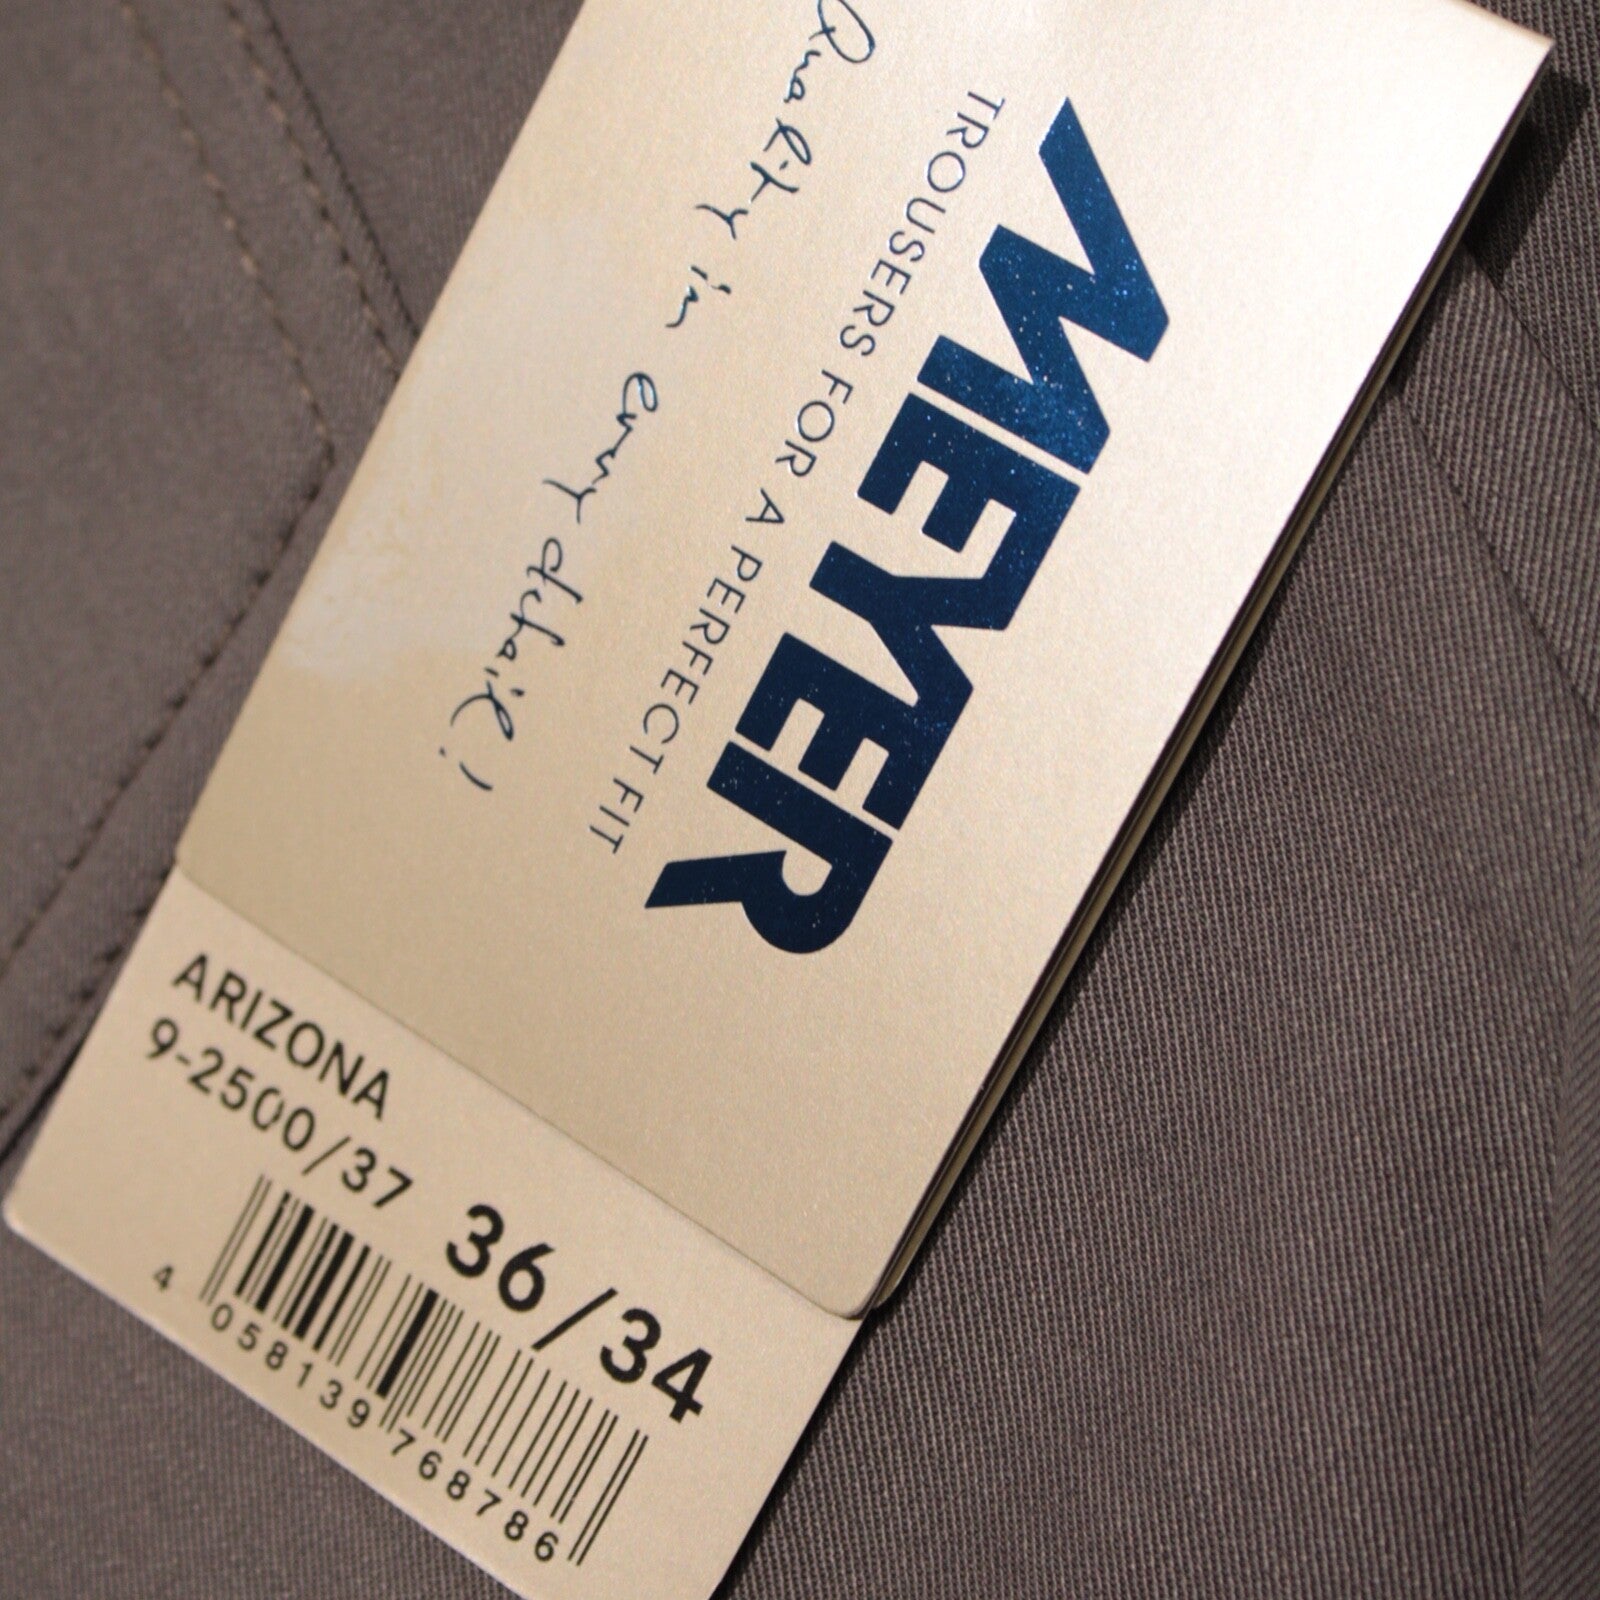 MEYER
TROUSERS FOR A PERFECT FIT
Quality in every detail!
ARIZONA
9-2500/37
36/34
4 058139 768786